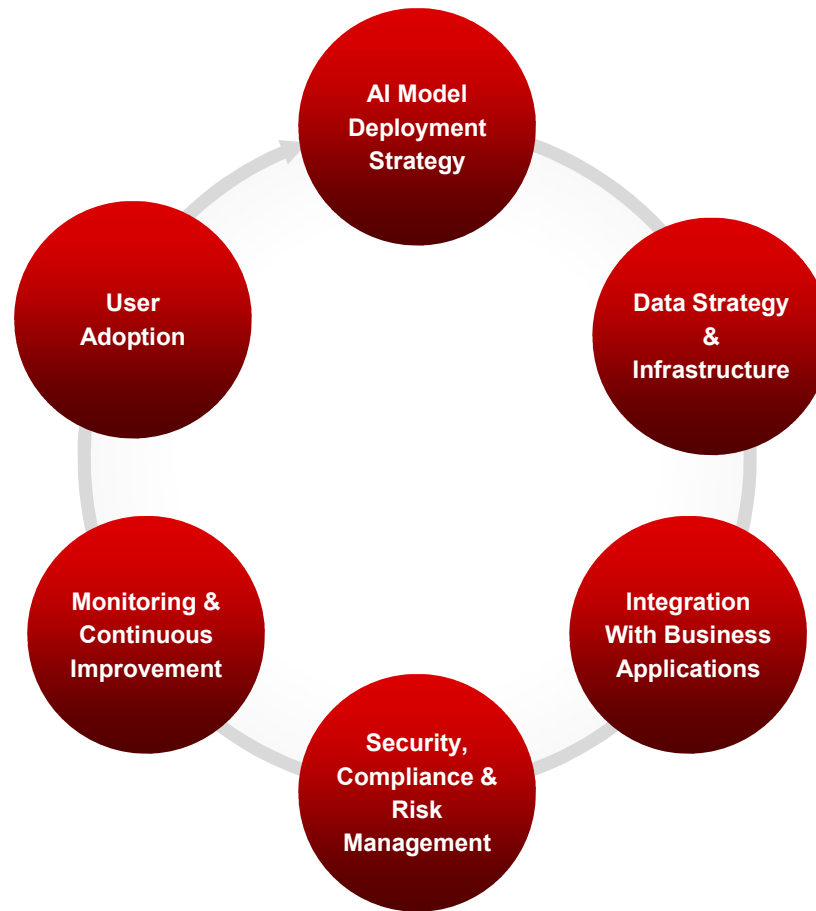 AI Model
Deployment
Strategy
Data Strategy
&
Infrastructure
Integration
With Business
Applications
Security,
Compliance &
Risk
Management
Monitoring &
Continuous
Improvement
User
Adoption